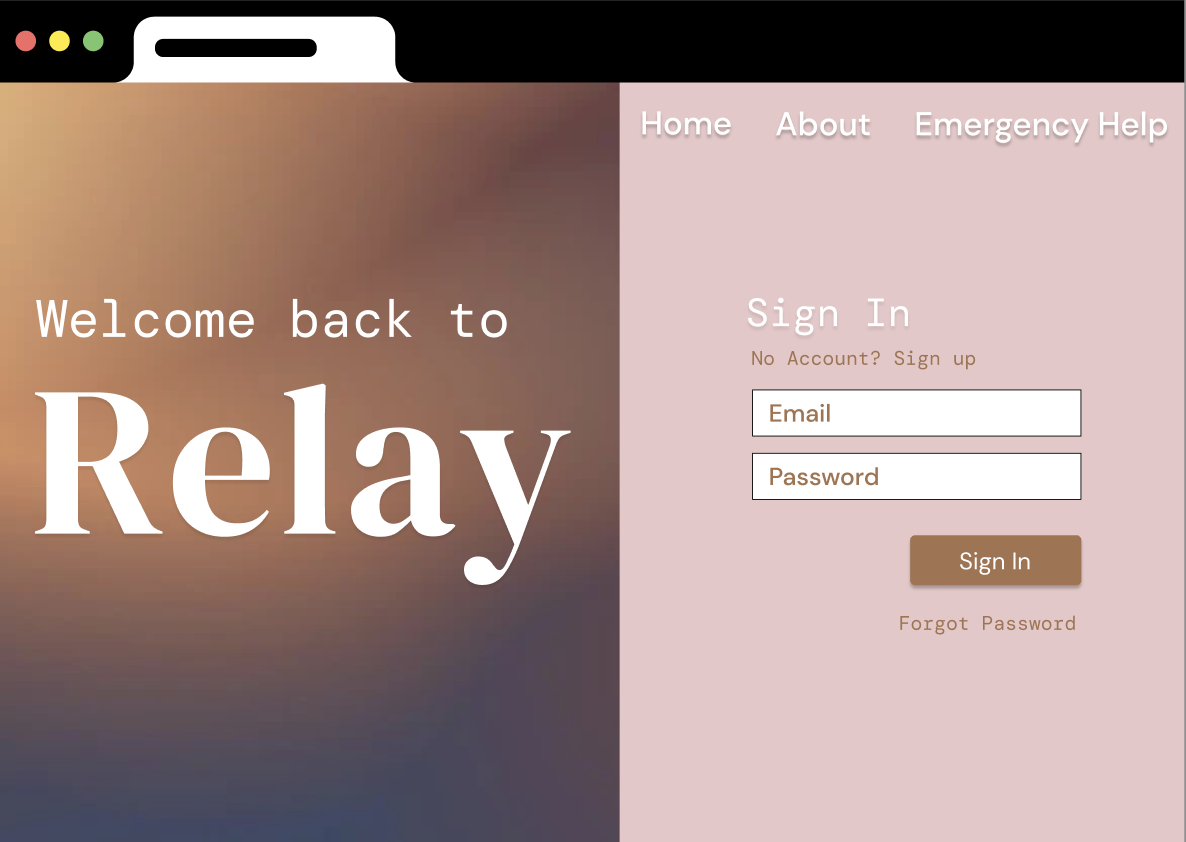 Home About Emergency Help
Welcome back to
Relay
Sign In
No Account? Sign up
Email
Password
Sign In
Forgot Password